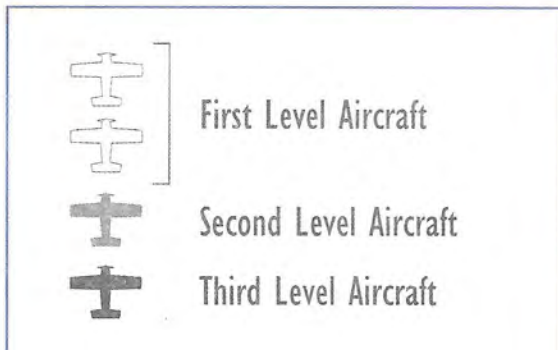 First Level Aircraft
Second Level Aircraft
Third Level Aircraft